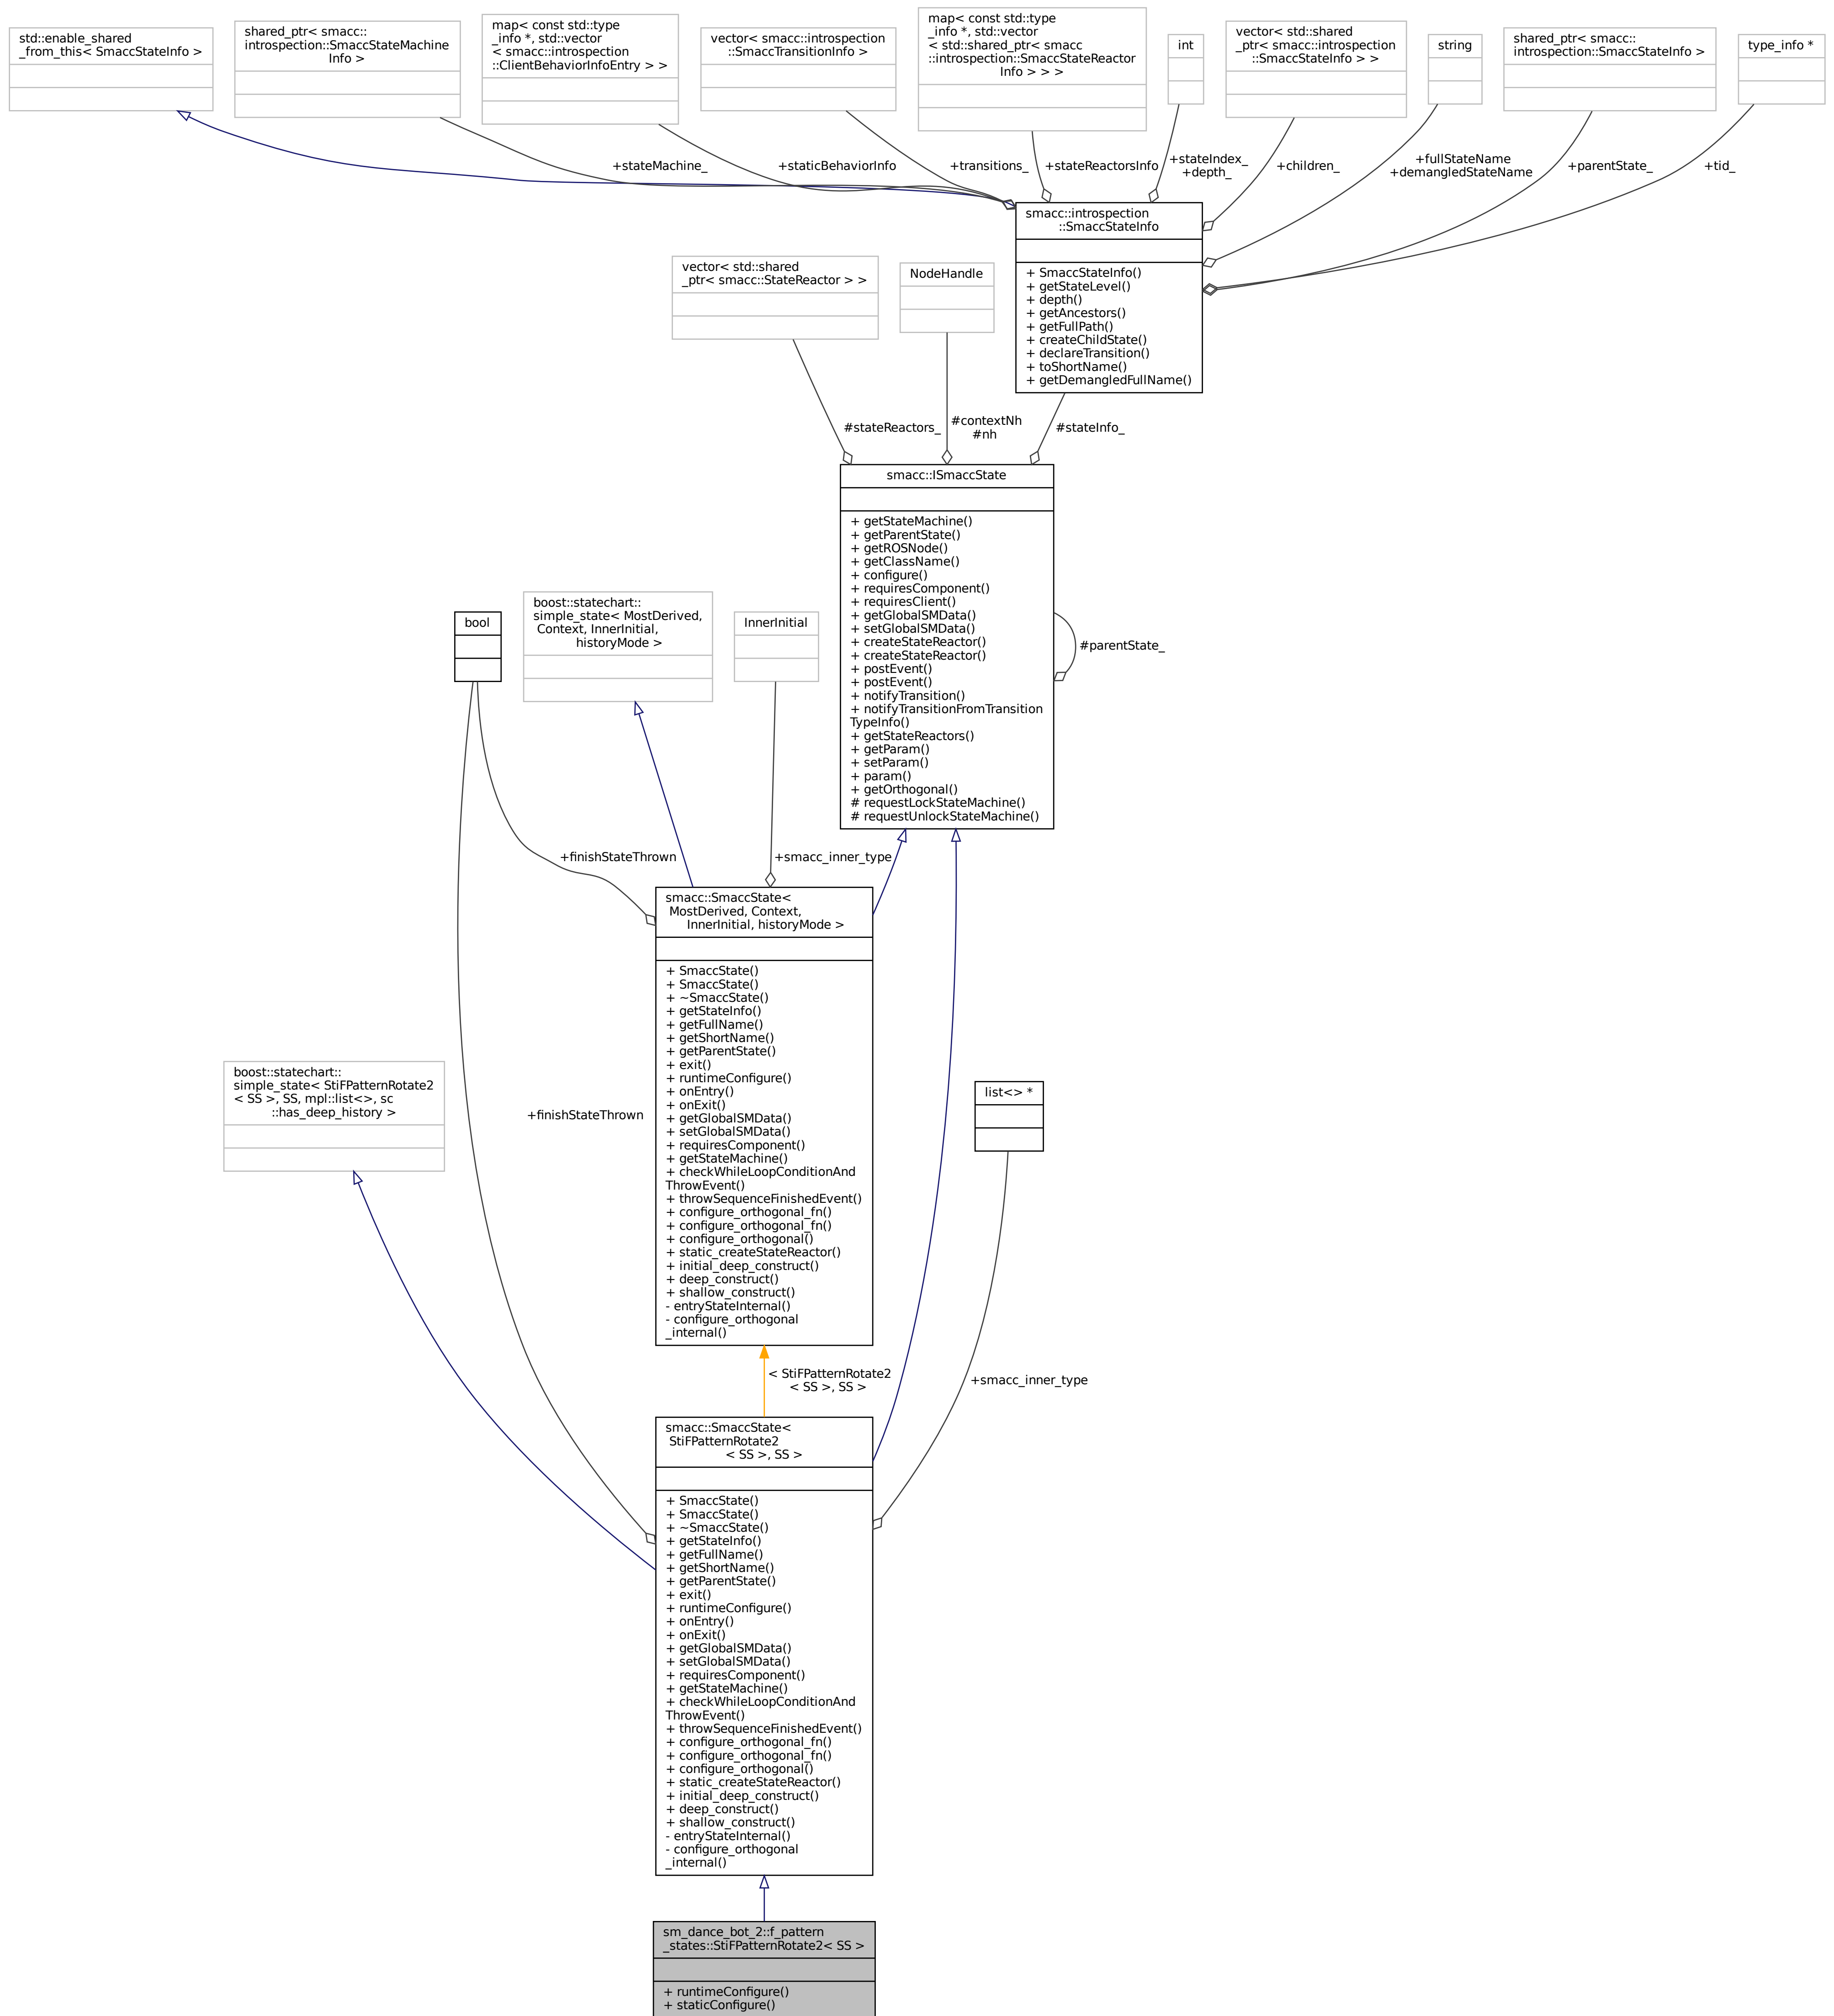 std::enable_shared
_from_this< SmaccStateInfo >
shared_ptr< smacc::
introspection::SmaccStateMachine
Info >
map< const std::type
_info *, std::vector
< smacc::introspection
::ClientBehaviorInfoEntry > >
vector< smacc::introspection
::SmaccTransitionInfo >
map< const std::type
_info *, std::vector
< std::shared_ptr< smacc
::introspection::SmaccStateReactor
Info > > >
int
vector< std::shared
_ptr< smacc::introspection
::SmaccStateInfo > >
string
shared_ptr< smacc::
introspection::SmaccStateInfo >
type_info *
+stateMachine_
+staticBehaviorInfo
+transitions_
+stateReactorsInfo
+stateIndex_
+depth_
+children_
+fullStateName
+demangledStateName
+parentState_
+tid_
smacc::introspection
::SmaccStateInfo
+ SmaccStateInfo()
+ getStateLevel()
+ depth()
+ getAncestors()
+ getFullPath()
+ createChildState()
+ declareTransition()
+ toShortName()
+ getDemangledFullName()
vector< std::shared
_ptr< smacc::StateReactor > >
NodeHandle
#stateReactors_
#contextNh
#nh
#stateInfo_
smacc::ISmaccState
+ getStateMachine()
+ getParentState()
+ getROSNode()
+ getClassName()
+ configure()
+ requiresComponent()
+ requiresClient()
+ getGlobalSMData()
+ setGlobalSMData()
+ createStateReactor()
+ createStateReactor()
+ postEvent()
+ postEvent()
+ notifyTransition()
+ notifyTransitionFromTransition
TypeInfo()
+ getStateReactors()
+ getParam()
+ setParam()
+ param()
+ getOrthogonal()
# requestLockStateMachine()
# requestUnlockStateMachine()
#parentState_
bool
boost::statechart::
simple_state< MostDerived,
Context, InnerInitial,
historyMode >
InnerInitial
+finishStateThrown
+smacc_inner_type
smacc::SmaccState<
MostDerived, Context,
InnerInitial, historyMode >
+ SmaccState()
+ SmaccState()
+ ~SmaccState()
+ getStateInfo()
+ getFullName()
+ getShortName()
+ getParentState()
+ exit()
+ runtimeConfigure()
+ onEntry()
+ onExit()
+ getGlobalSMData()
+ setGlobalSMData()
+ requiresComponent()
+ getStateMachine()
+ checkWhileLoopConditionAnd
ThrowEvent()
+ throwSequenceFinishedEvent()
+ configure_orthogonal_fn()
+ configure_orthogonal_fn()
+ configure_orthogonal()
+ static_createStateReactor()
+ initial_deep_construct()
+ deep_construct()
+ shallow_construct()
- entryStateInternal()
- configure_orthogonal
_internal()
boost::statechart::
simple_state< StiFPatternRotate2
< SS >, SS, mpl::list<>, sc
::has_deep_history >
+finishStateThrown
list<> *
< StiFPatternRotate2
< SS >, SS >
+smacc_inner_type
smacc::SmaccState<
StiFPatternRotate2
< SS >, SS >
+ SmaccState()
+ SmaccState()
+ ~SmaccState()
+ getStateInfo()
+ getFullName()
+ getShortName()
+ getParentState()
+ exit()
+ runtimeConfigure()
+ onEntry()
+ onExit()
+ getGlobalSMData()
+ setGlobalSMData()
+ requiresComponent()
+ getStateMachine()
+ checkWhileLoopConditionAnd
ThrowEvent()
+ throwSequenceFinishedEvent()
+ configure_orthogonal_fn()
+ configure_orthogonal_fn()
+ configure_orthogonal()
+ static_createStateReactor()
+ initial_deep_construct()
+ deep_construct()
+ shallow_construct()
- entryStateInternal()
- configure_orthogonal
_internal()
sm_dance_bot_2::f_pattern
_states::StiFPatternRotate2< SS >
+ runtimeConfigure()
+ staticConfigure()